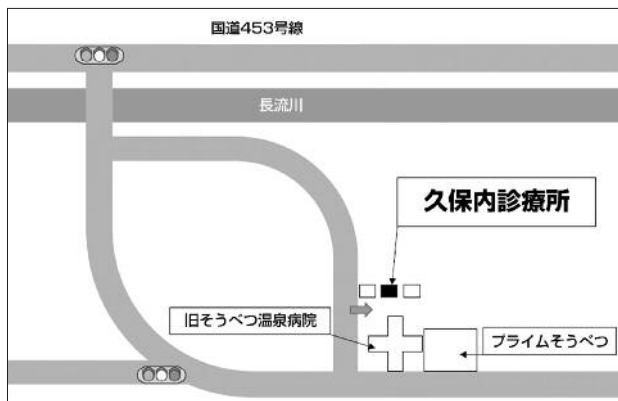 国道453号線
長流川
久保内診療所
旧そうべつ温泉病院
プライムそうべつ